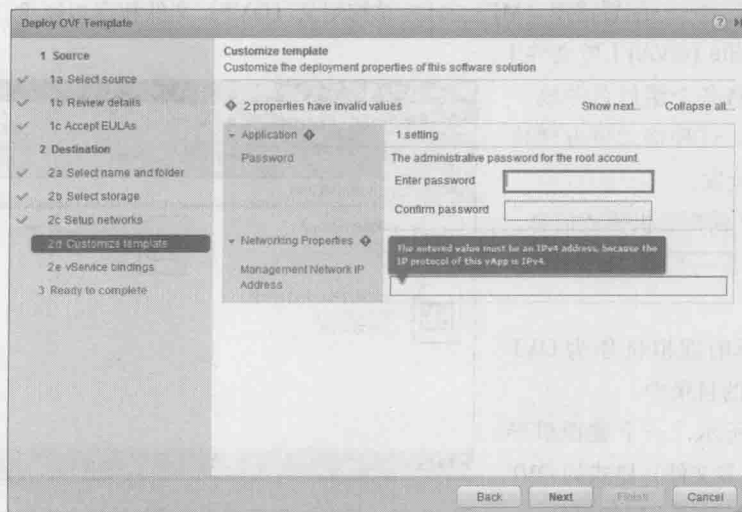 Deploy OVF Template
1 Source
1a Select source
1b Review details
1c Accept EULAs
2 Destination
2a Select name and folder
2b Select storage
2c Setup networks
2d Customize template
2e vService bindings
3 Ready to complete
Customize template
Customize the deployment properties of this software solution
2 properties have invalid values
Show next...
Collapse all...
Application
1 setting
Password
The administrative password for the root account.
Enter password
Confirm password
Networking Properties
The entered value must be an IPv4 address, because the
IP protocol of this vApp is IPv4.
Management Network IP
Address
Back
Next
Finish
Cancel